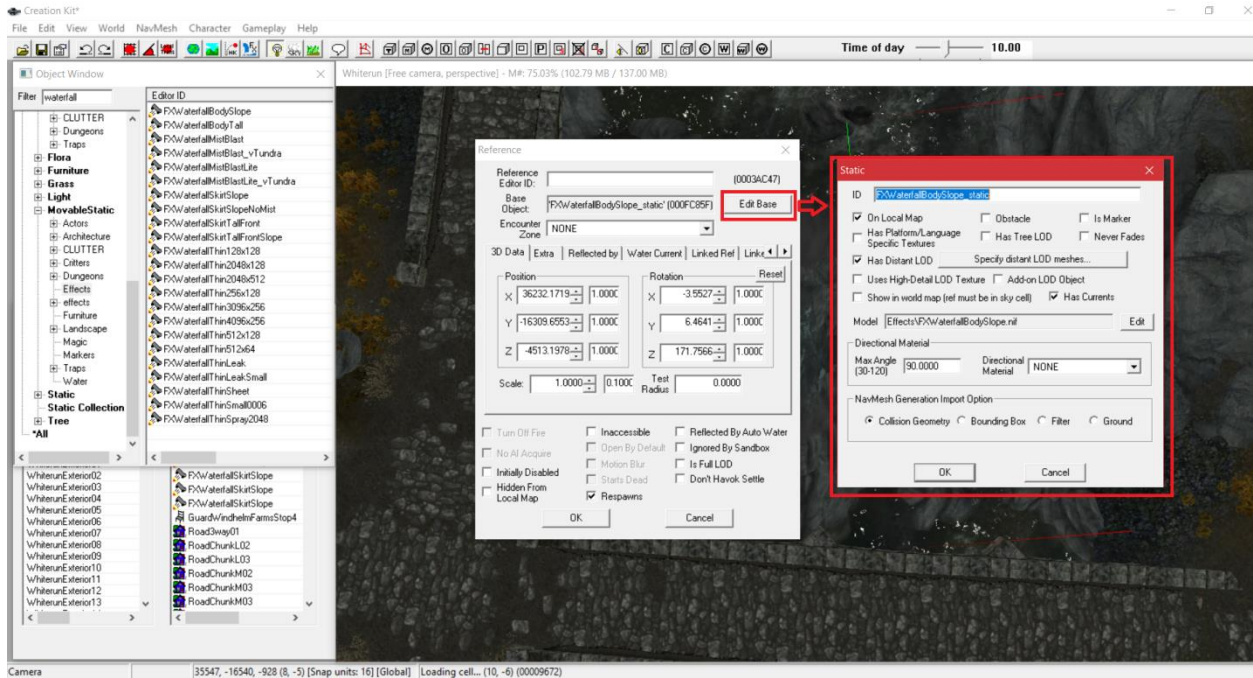 Creation Kit*
File Edit View World NavMesh Character Gameplay Help
Time of day 10.00
Object Window
Filter waterfall
CLUTTER
Dungeons
Traps
Flora
Furniture
Grass
Light
MovableStatic
Actors
Architecture
CLUTTER
Critters
Dungeons
Effects
effects
Furniture
Landscape
Magic
Markers
Traps
Water
Static
Static Collection
Tree
*All
Editor ID
FXWaterfallBodySlope
FXWaterfallBodyTall
FXWaterfallMistBlast
FXWaterfallMistBlast_vTundra
FXWaterfallMistBlastLite
FXWaterfallMistBlastLite_vTundra
FXWaterfallSkirtSlope
FXWaterfallSkirtSlopeNoMist
FXWaterfallSkirtTallFront
FXWaterfallSkirtTallFrontSlope
FXWaterfallThin128x128
FXWaterfallThin2048x128
FXWaterfallThin2048x512
FXWaterfallThin256x128
FXWaterfallThin3096x256
FXWaterfallThin4096x256
FXWaterfallThin512x128
FXWaterfallThin512x64
FXWaterfallThinLeak
FXWaterfallThinLeakSmall
FXWaterfallThinSheet
FXWaterfallThinSmall0006
FXWaterfallThinSpray2048
WhiterunExterior02
WhiterunExterior03
WhiterunExterior04
WhiterunExterior05
WhiterunExterior06
WhiterunExterior07
WhiterunExterior08
WhiterunExterior09
WhiterunExterior10
WhiterunExterior11
WhiterunExterior12
WhiterunExterior13
FXWaterfallSkirtSlope
FXWaterfallSkirtSlope
FXWaterfallSkirtSlope
GuardWindhelmFarmsStop4
Road3way01
RoadChunkL02
RoadChunkL03
RoadChunkM02
RoadChunkM03
RoadChunkM03
Whiterun [Free camera, perspective] - M#: 75.03% (102.79 MB / 137.00 MB)
Reference
Reference
Editor ID: (0003AC47)
Base
Object: 'FXWaterfallBodySlope_static' (000FC85F) Edit Base
Encounter
Zone NONE
3D Data Extra Reflected by Water Current Linked Ref Linke
Position Rotation Reset
X 36232.1719 1.000C X -3.5527 1.000C
Y -16309.6553 1.000C Y 6.4641 1.000C
Z -4513.1978 1.000C Z 171.7566 1.000C
Scale: 1.0000 0.100C Test
Radius 0.0000
Turn Off Fire Inaccessible Reflected By Auto Water
No AI Acquire Open By Default Ignored By Sandbox
Initially Disabled Motion Blur Is Full LOD
Hidden From
Local Map Starts Dead Don't Havok Settle
Respawns
OK Cancel
Static
ID FXWaterfallBodySlope_static
On Local Map Obstacle Is Marker
Has Platform/Language
Specific Textures Has Tree LOD Never Fades
Has Distant LOD Specify distant LOD meshes...
Uses High-Detail LOD Texture Add-on LOD Object
Show in world map (ref must be in sky cell) Has Currents
Model Effects\FXWaterfallBodySlope.nif Edit
Directional Material
Max Angle
(30-120) 90.0000 Directional
Material NONE
NavMesh Generation Import Option
Collision Geometry Bounding Box Filter Ground
OK Cancel
Camera 35547, -16540, -928 (8, -5) [Snap units: 16] [Global] Loading cell... (10, -6) (00009672)